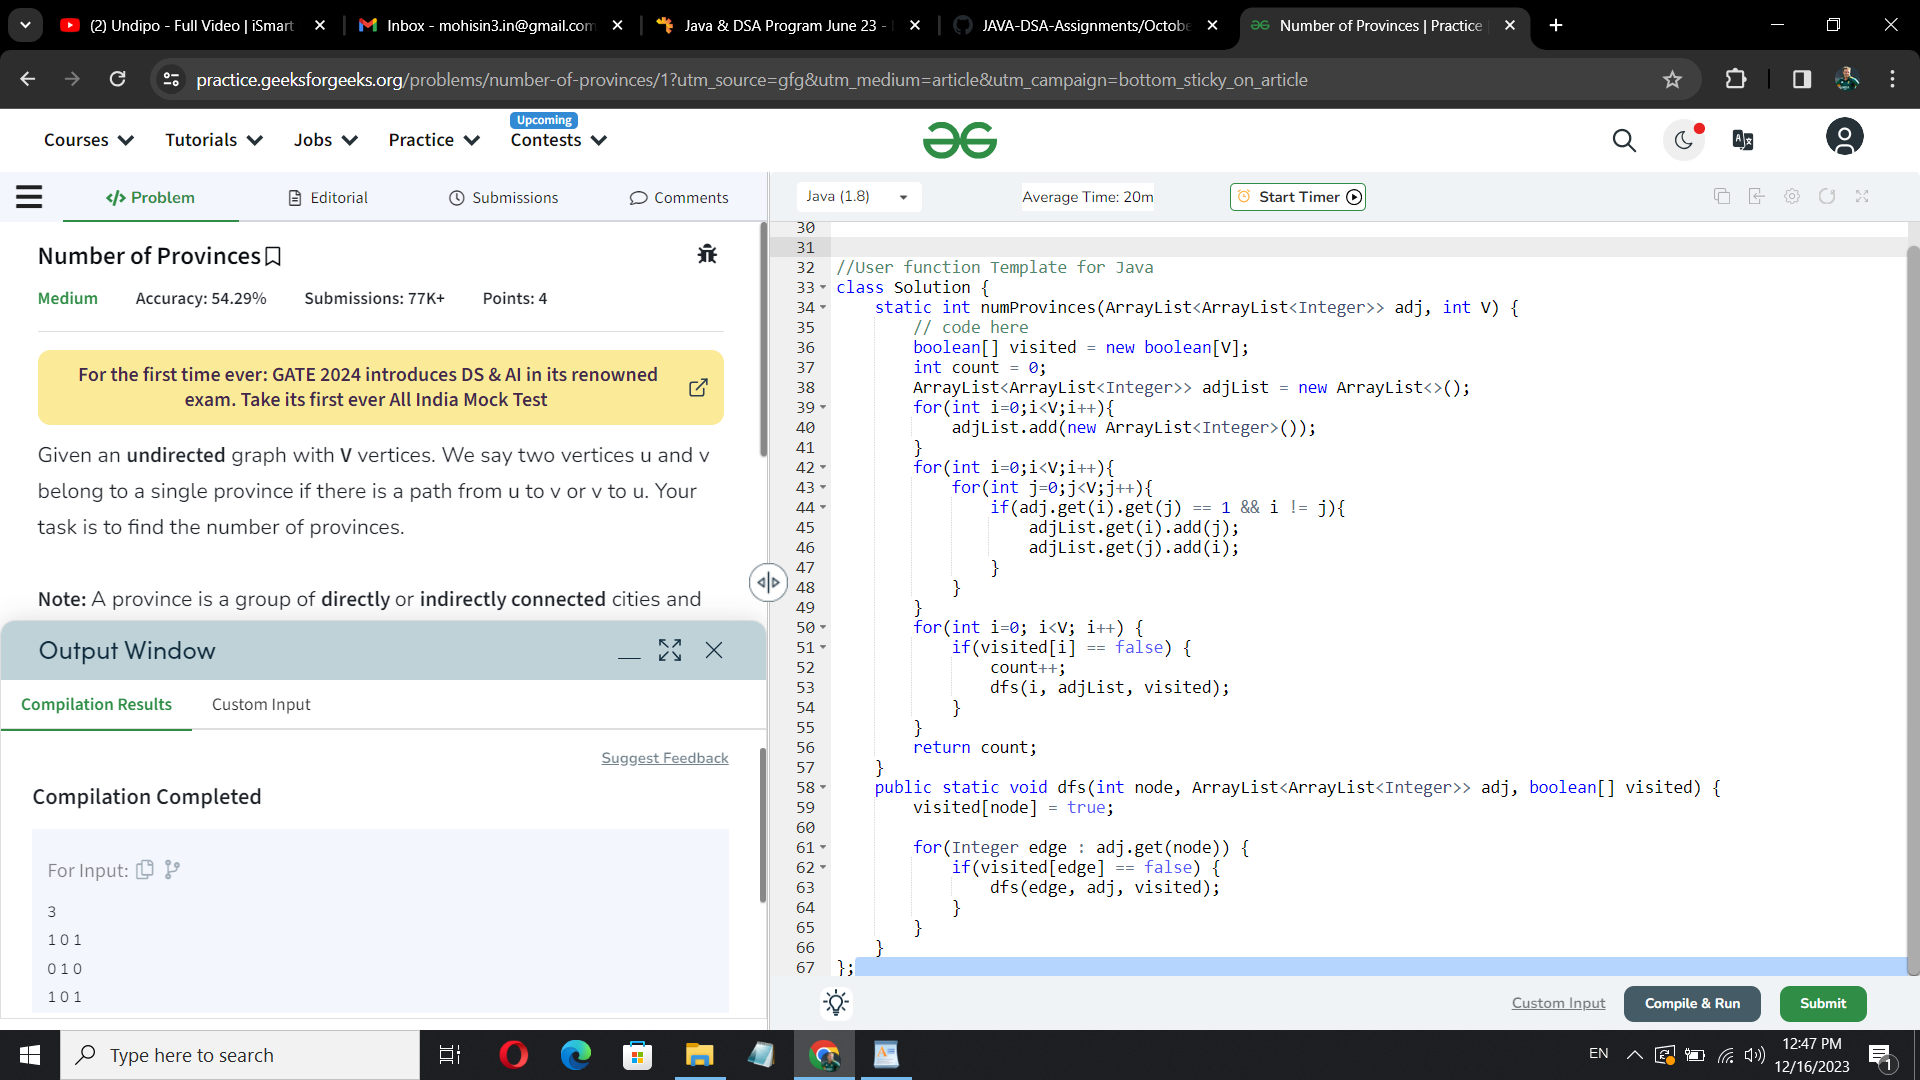 (2) Undipo - Full Video | iSmart
Inbox - mohisin3.in@gmail.com
Java & DSA Program June 23 -
JAVA-DSA-Assignments/Octobe
Number of Provinces | Practice
practice.geeksforgeeks.org/problems/number-of-provinces/1?utm_source=gfg&utm_medium=article&utm_campaign=bottom_sticky_on_article
Courses
Tutorials
Jobs
Practice
Upcoming
Contests
Problem
Editorial
Submissions
Comments
Java (1.8)
Average Time: 20m
Start Timer
Number of Provinces
Medium
Accuracy: 54.29%
Submissions: 77K+
Points: 4
For the first time ever: GATE 2024 introduces DS & AI in its renowned
exam. Take its first ever All India Mock Test
Given an undirected graph with V vertices. We say two vertices u and v
belong to a single province if there is a path from u to v or v to u. Your
task is to find the number of provinces.
Note: A province is a group of directly or indirectly connected cities and
Output Window
Compilation Results
Custom Input
Suggest Feedback
Compilation Completed
For Input:
3
1 0 1
0 1 0
1 0 1
30
31
32 //User function Template for Java
33 class Solution {
34     static int numProvinces(ArrayList<ArrayList<Integer>> adj, int V) {
35         // code here
36         boolean[] visited = new boolean[V];
37         int count = 0;
38         ArrayList<ArrayList<Integer>> adjList = new ArrayList<>();
39         for(int i=0;i<V;i++){
40             adjList.add(new ArrayList<Integer>());
41         }
42         for(int i=0;i<V;i++){
43             for(int j=0;j<V;j++){
44                 if(adj.get(i).get(j) == 1 && i != j){
45                     adjList.get(i).add(j);
46                     adjList.get(j).add(i);
47                 }
48             }
49         }
50         for(int i=0; i<V; i++) {
51             if(visited[i] == false) {
52                 count++;
53                 dfs(i, adjList, visited);
54             }
55         }
56         return count;
57     }
58     public static void dfs(int node, ArrayList<ArrayList<Integer>> adj, boolean[] visited) {
59         visited[node] = true;
60
61         for(Integer edge : adj.get(node)) {
62             if(visited[edge] == false) {
63                 dfs(edge, adj, visited);
64             }
65         }
66     }
67 };
Custom Input
Compile & Run
Submit
Type here to search
EN
12:47 PM
12/16/2023
1